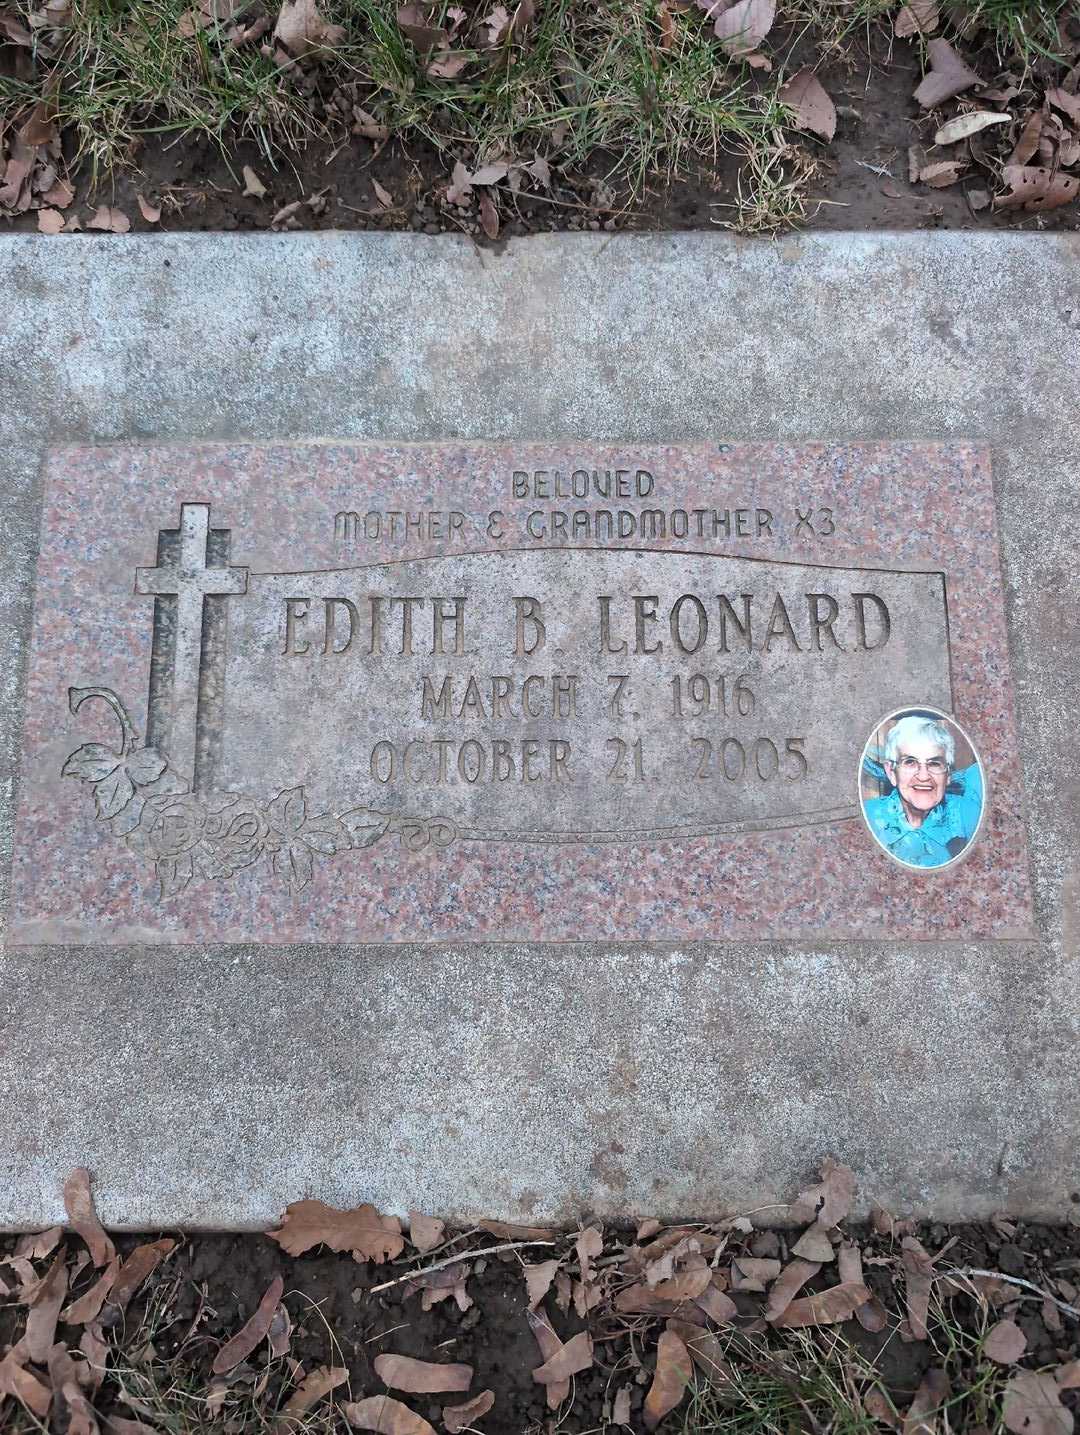 BELOVED
MOTHER & GRANDMOTHER X3
EDITH B. LEONARD
MARCH 7, 1916
OCTOBER 21, 2005